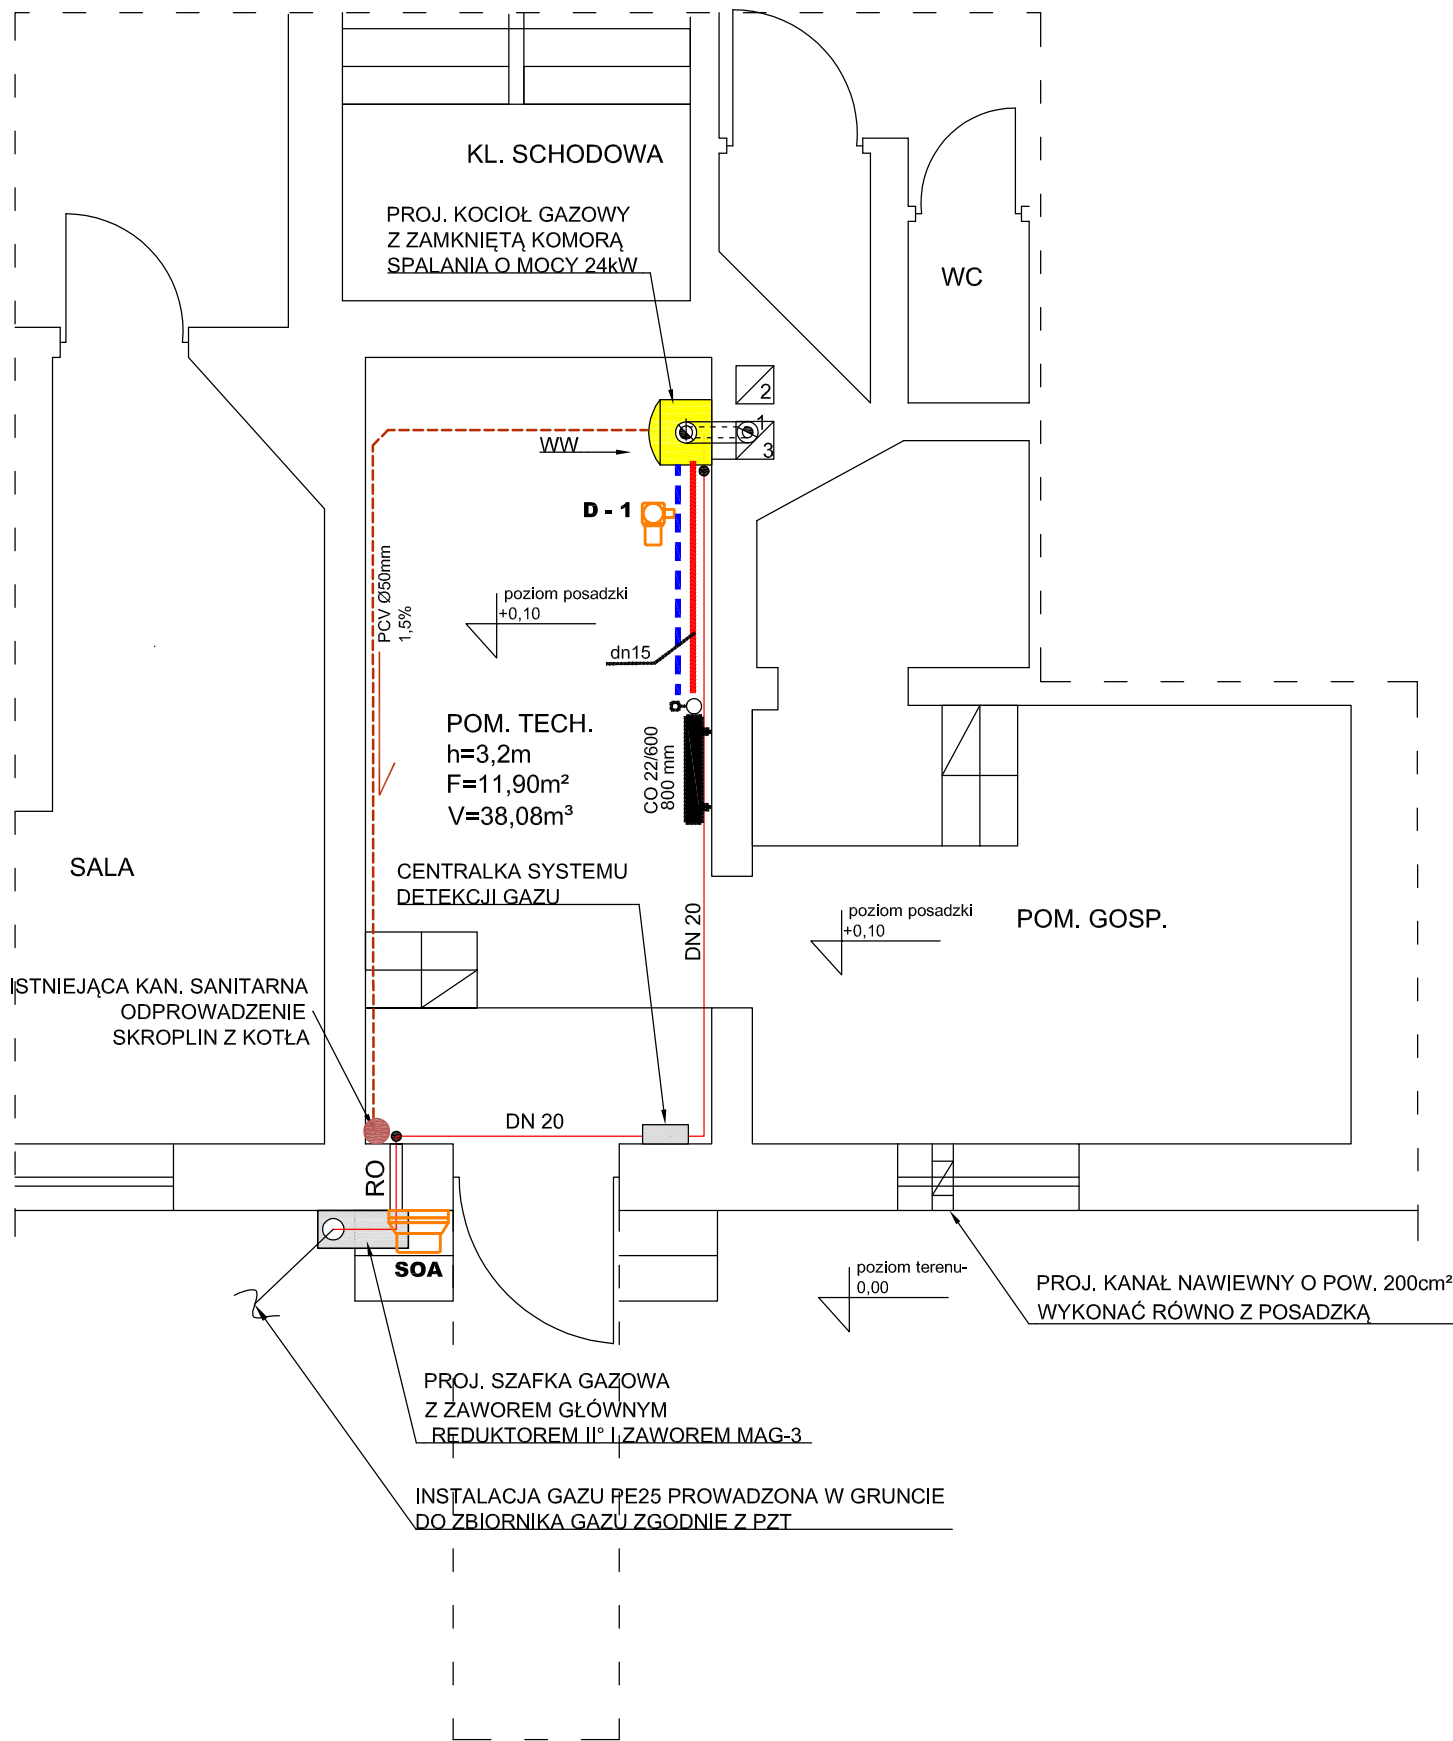 KL. SCHODOWA
PROJ. KOCIOŁ GAZOWY
Z ZAMKNIĘTĄ KOMORĄ
SPALANIA O MOCY 24kW
WC
2
1
3
WW
D - 1
PCV Ø50mm
1,5%
poziom posadzki
+0,10
dn15
POM. TECH.
h=3,2m
F=11,90m²
V=38,08m³
CO 22/600
800 mm
SALA
CENTRALKA SYSTEMU
DETEKCJI GAZU
DN 20
poziom posadzki
+0,10
POM. GOSP.
ISTNIEJĄCA KAN. SANITARNA
ODPROWADZENIE
SKROPLIN Z KOTŁA
DN 20
RO
SOA
poziom terenu-
0,00
PROJ. KANAŁ NAWIEWNY O POW. 200cm²
WYKONAĆ RÓWNO Z POSADZKĄ
PROJ. SZAFKA GAZOWA
Z ZAWOREM GŁÓWNYM
REDUKTOREM II° I ZAWOREM MAG-3
INSTALACJA GAZU PE25 PROWADZONA W GRUNCIE
DO ZBIORNIKA GAZU ZGODNIE Z PZT